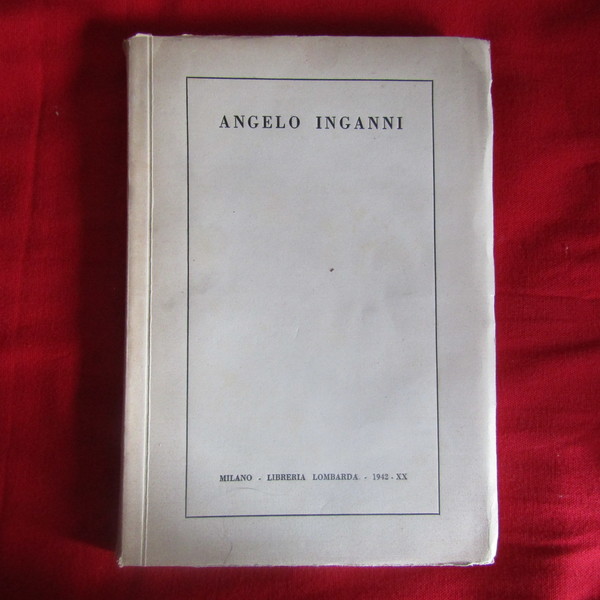 ANGELO INGANNI
MILANO - LIBRERIA LOMBARDA - 1942 - XX